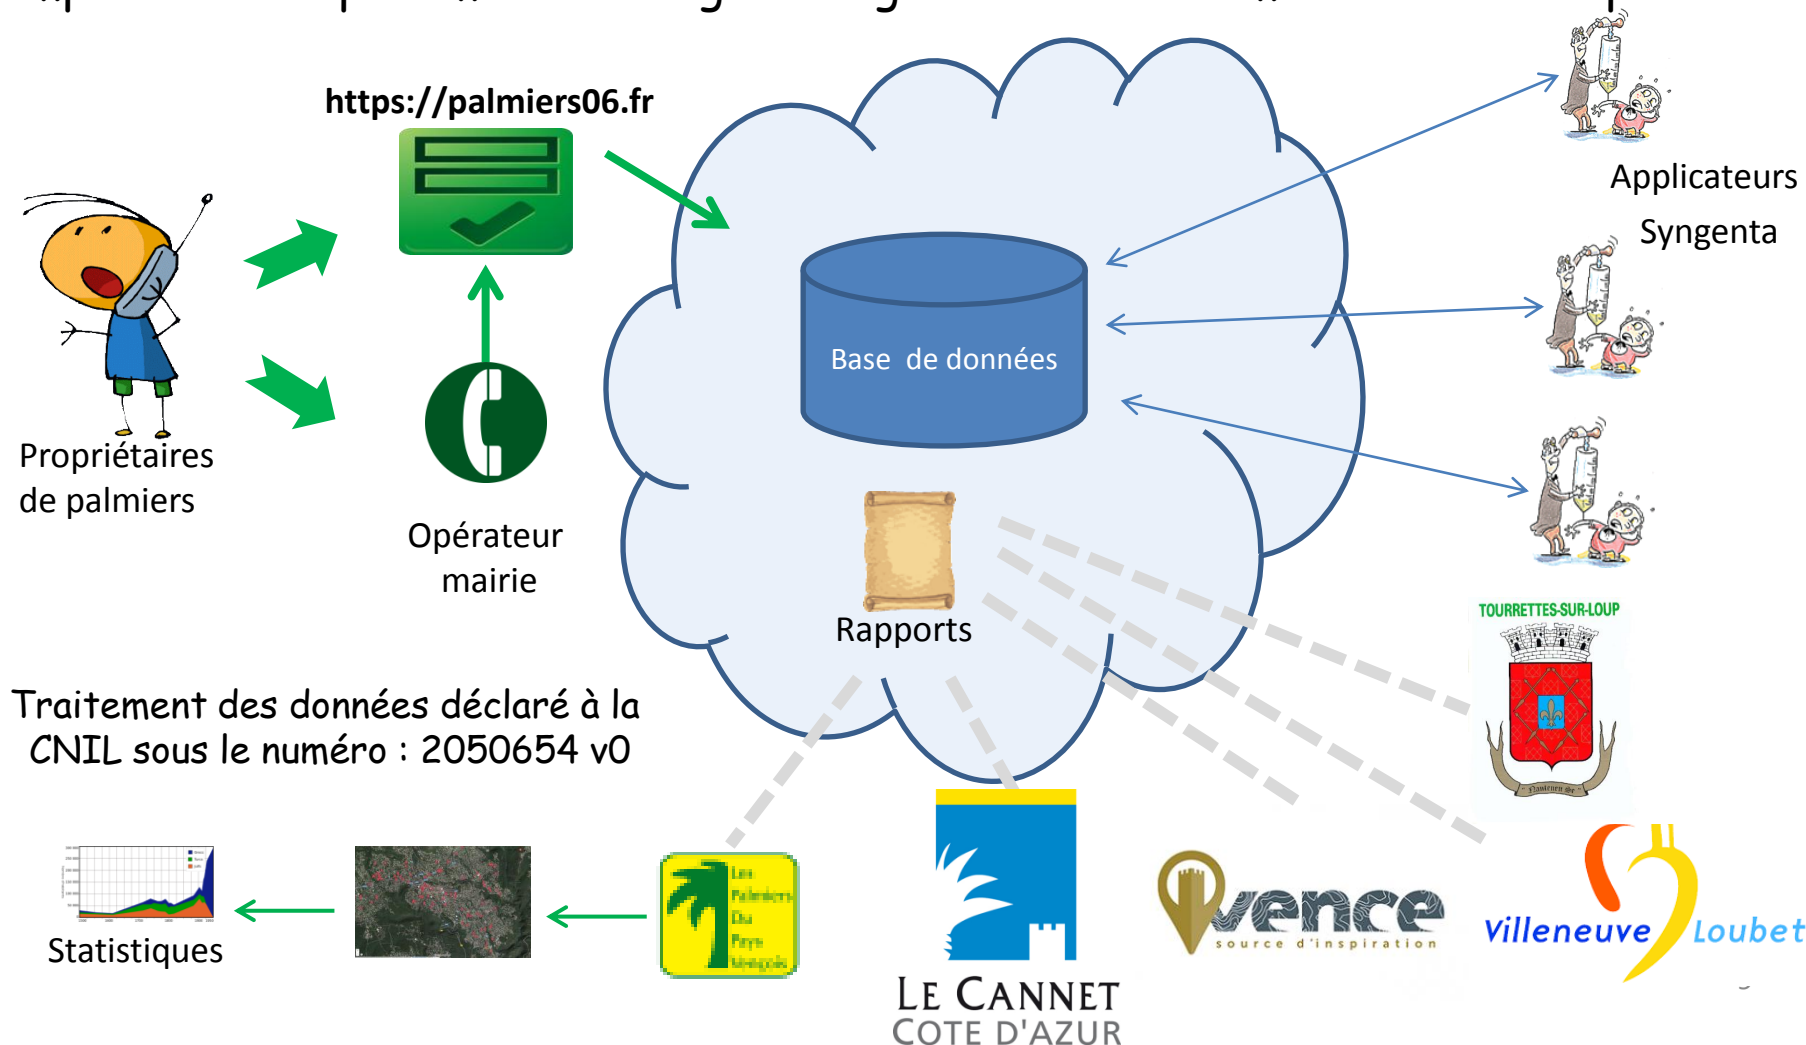 https://palmiers06.fr
Applicateurs
Syngenta
Base de données
Propriétaires
de palmiers
Opérateur
mairie
Rapports
TOURRETTES-SUR-LOUP
Traitement des données déclaré à la
CNIL sous le numéro : 2050654 v0
Statistiques
Les
Palmiers
Du
Pays
Vençois
LE CANNET
COTE D'AZUR
vence
source d'inspiration
Villeneuve Loubet